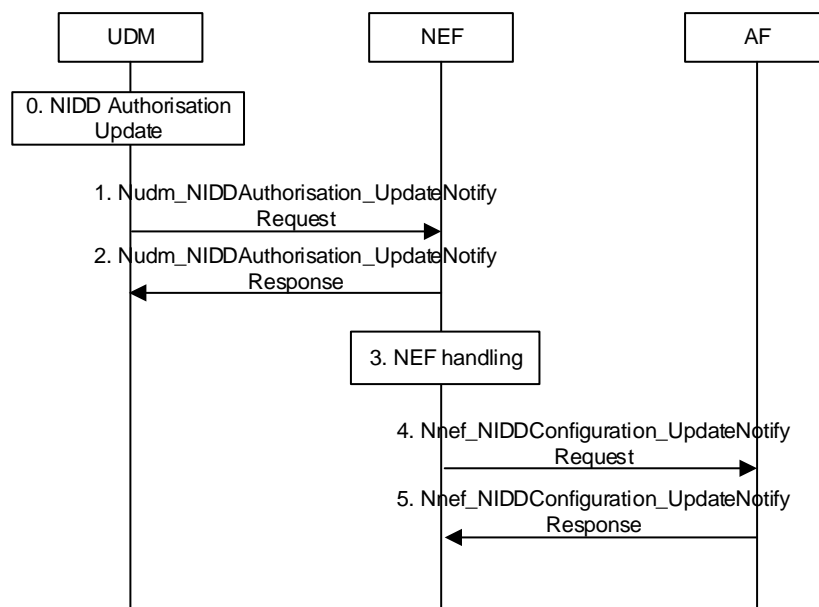 UDM
NEF
AF
0. NIDD Authorisation
Update
1. Nudm_NIDDAuthorisation_UpdateNotify
Request
2. Nudm_NIDDAuthorisation_UpdateNotify
Response
3. NEF handling
4. Nnef_NIDDConfiguration_UpdateNotify
Request
5. Nnef_NIDDConfiguration_UpdateNotify
Response